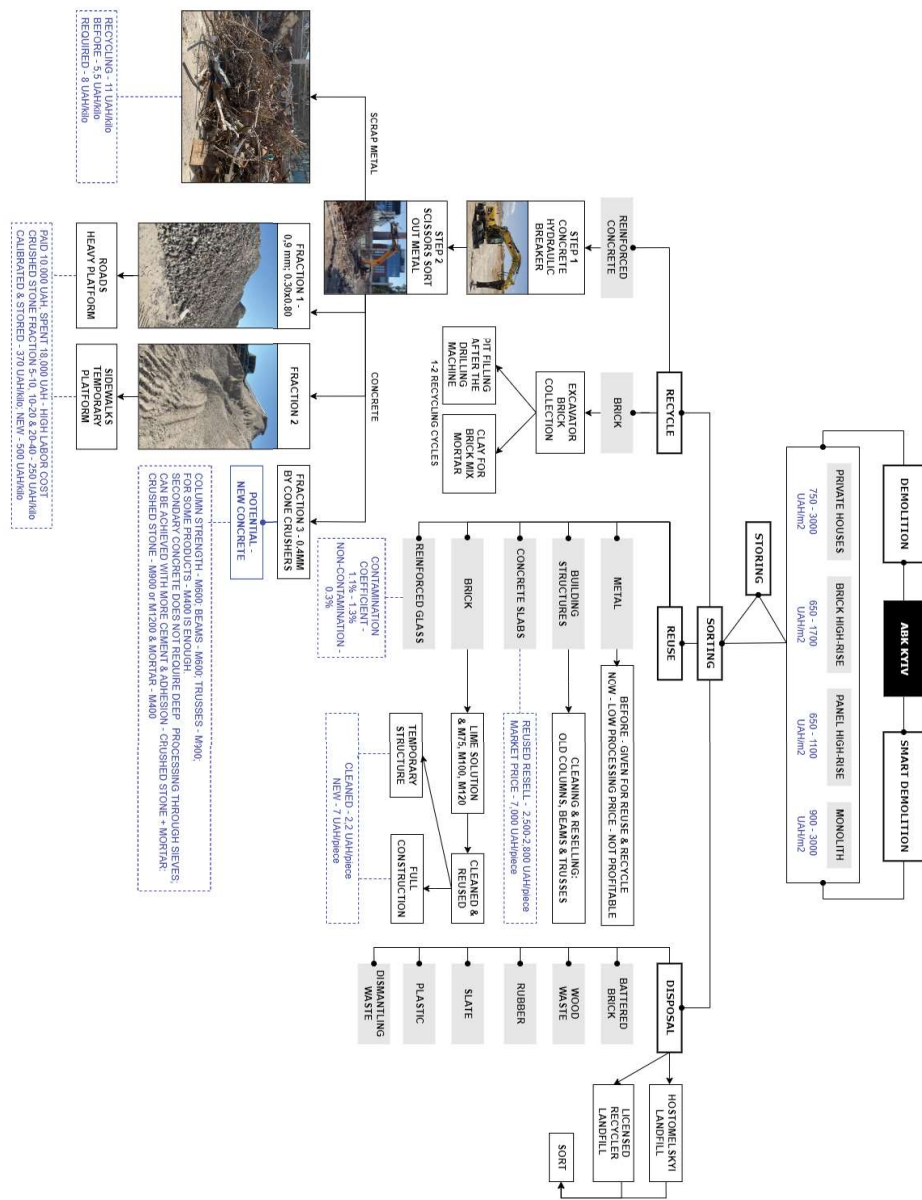 ABK KYIV
DEMOLITION
SMART DEMOLITION
PRIVATE HOUSES
750 - 3000
UAH/m2
BRICK HIGH-RISE
650 - 1700
UAH/m2
PANEL HIGH-RISE
650 - 1100
UAH/m2
MONOLITH
900 - 3000
UAH/m2
STORING
SORTING
RECYCLE
REUSE
DISPOSAL
REINFORCED
CONCRETE
STEP 1
CONCRETE
HYDRAULIC
BREAKER
STEP 2
SCISSORS SORT
OUT METAL
SCRAP METAL
CONCRETE
RECYCLING - 11 UAH/kilo
BEFORE - 5,5 UAH/kilo
REQUIRED - 8 UAH/kilo
FRACTION 1 -
0,9 mm; 0,30x0.80
ROADS
HEAVY PLATFORM
FRACTION 2
SIDEWALKS
TEMPORARY
PLATFORM
PAID 10,000 UAH, SPENT 18,000 UAH - HIGH LABOR COST
CRUSHED STONE FRACTION 5-10, 10-20 & 20-40 - 250 UAH/kilo
CALIBRATED & STORED - 370 UAH/kilo; NEW - 500 UAH/kilo
FRACTION 3 - 0.4MM
BY CONE CRUSHERS
POTENTIAL -
NEW CONCRETE
COLUMN STRENGTH - M600; BEAMS - M600; TRUSSES - M900;
FOR SOME PRODUCTS - M400 IS ENOUGH.
SECONDARY CONCRETE DOES NOT REQUIRE DEEP PROCESSING THROUGH SIEVES;
CAN BE ACHIEVED WITH MORE CEMENT & ADHESION - CRUSHED STONE + MORTAR:
CRUSHED STONE - M900 or M1200 & MORTAR - M400
BRICK
EXCAVATOR
BRICK
COLLECTION
PIT FILLING
AFTER THE
DRILLING
MACHINE
CLAY FOR
BRICK MIX
MORTAR
1-2 RECYCLING CYCLES
METAL
BEFORE - GIVEN FOR REUSE & RECYCLE
NOW - LOW PROCESSING PRICE - NOT PROFITABLE
BUILDING
STRUCTURES
CLEANING & RESELLING:
OLD COLUMNS, BEAMS & TRUSSES
CONCRETE SLABS
REUSED RESELL - 2,500-2,800 UAH/piece
MARKET PRICE - 7,000 UAH/piece
BRICK
LIME SOLUTION
& M75, M100, M120
CLEANED &
REUSED
TEMPORARY
STRUCTURE
FULL
CONSTRUCTION
CLEANED - 2,2 UAH/piece
NEW - 7 UAH/piece
REINFORCED GLASS
CONTAMINATION
COEFFICIENT -
1.1% - 1.3%
NON-CONTAMINATION -
0.3%
BATTERED
BRICK
WOOD
WASTE
RUBBER
SLATE
PLASTIC
DISMANTLING
WASTE
HOSTOMELSKYI
LANDFILL
LICENSED
RECYCLER
LANDFILL
SORT